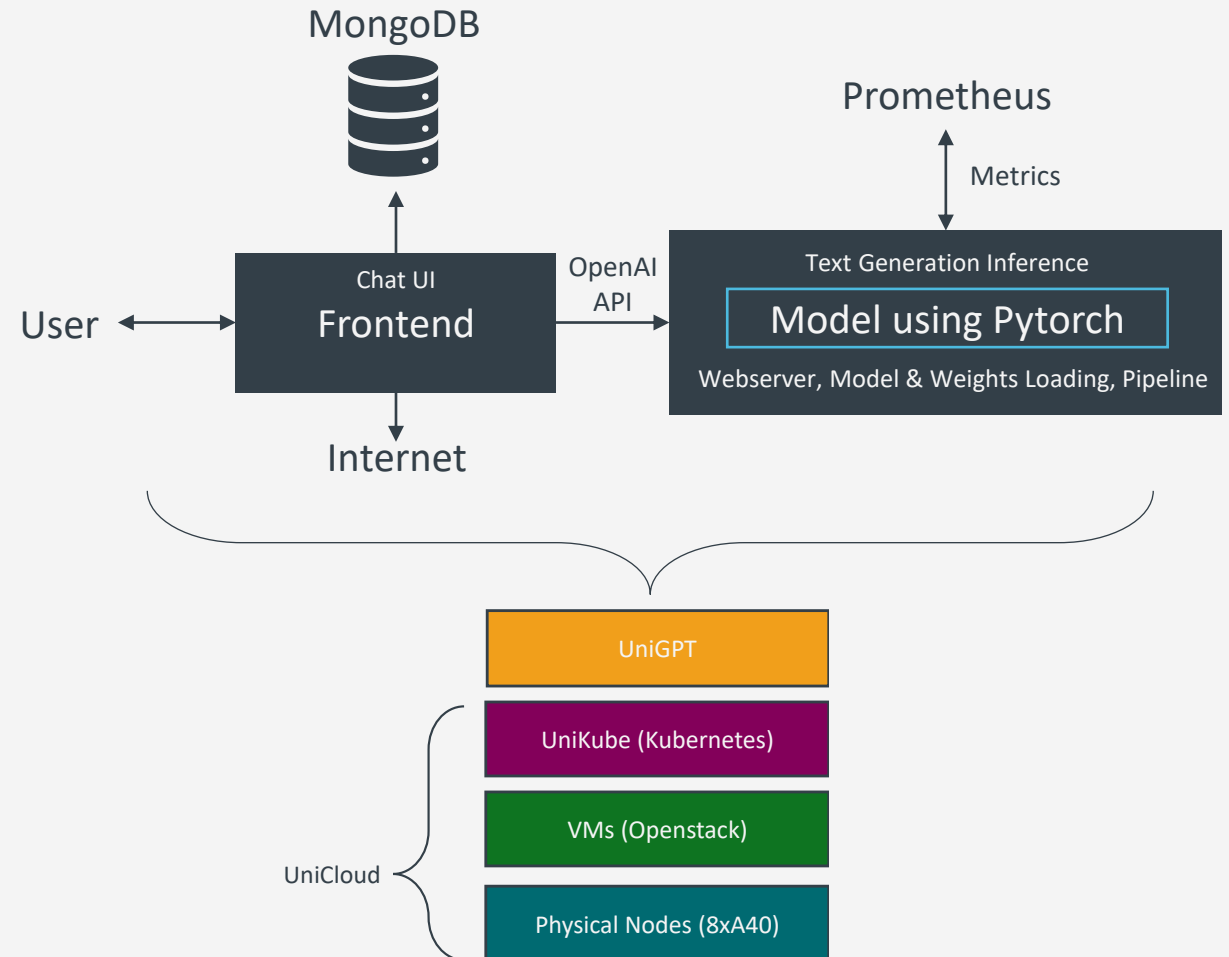 MongoDB
Prometheus
Metrics
User
Chat UI
Frontend
OpenAI
API
Text Generation Inference
Model using Pytorch
Webserver, Model & Weights Loading, Pipeline
Internet
UniGPT
UniKube (Kubernetes)
VMs (Openstack)
UniCloud
Physical Nodes (8xA40)